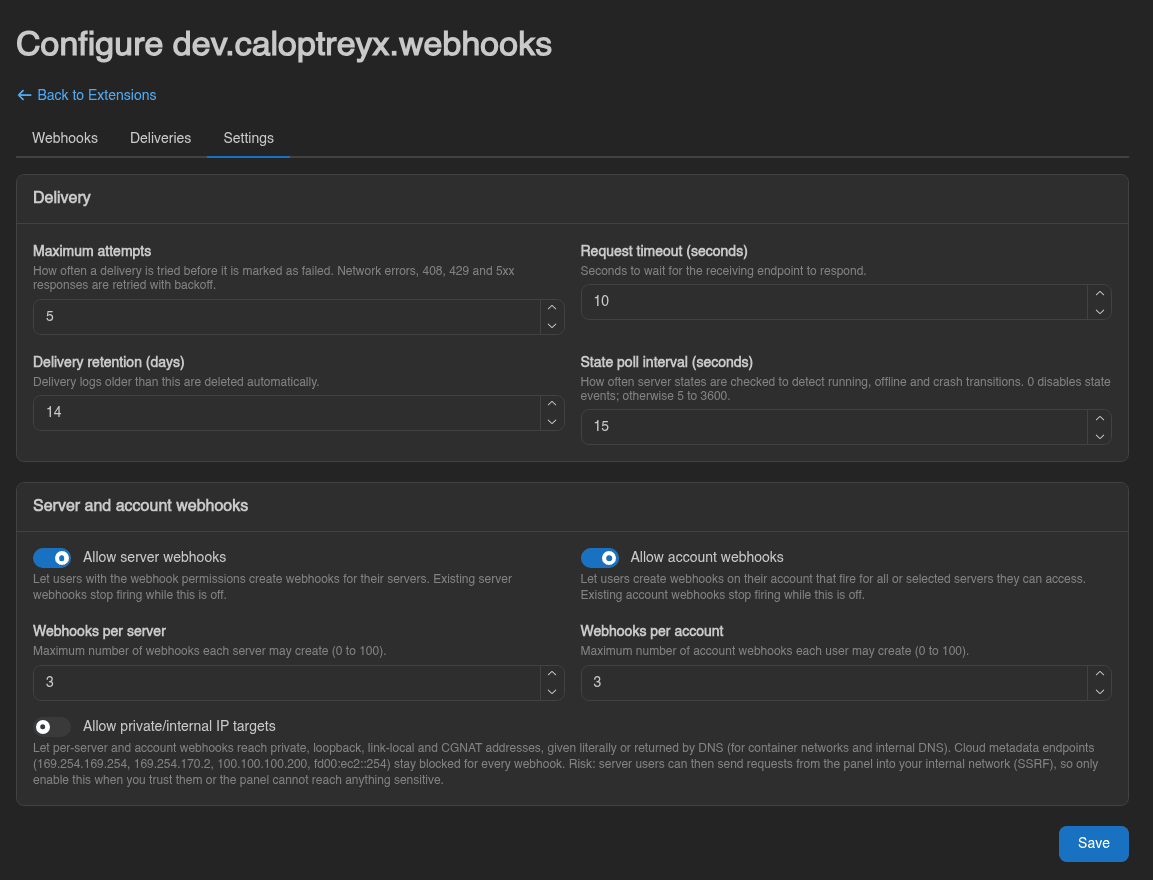 Configure dev.caloptreyx.webhooks
← Back to Extensions
Webhooks
Deliveries
Settings
Delivery
Maximum attempts
How often a delivery is tried before it is marked as failed. Network errors, 408, 429 and 5xx
responses are retried with backoff.
5
Request timeout (seconds)
Seconds to wait for the receiving endpoint to respond.
10
Delivery retention (days)
Delivery logs older than this are deleted automatically.
14
State poll interval (seconds)
How often server states are checked to detect running, offline and crash transitions. 0 disables state
events; otherwise 5 to 3600.
15
Server and account webhooks
Allow server webhooks
Let users with the webhook permissions create webhooks for their servers. Existing server
webhooks stop firing while this is off.
Allow account webhooks
Let users create webhooks on their account that fire for all or selected servers they can access.
Existing account webhooks stop firing while this is off.
Webhooks per server
Maximum number of webhooks each server may create (0 to 100).
3
Webhooks per account
Maximum number of account webhooks each user may create (0 to 100).
3
Allow private/internal IP targets
Let per-server and account webhooks reach private, loopback, link-local and CGNAT addresses, given literally or returned by DNS (for container networks and internal DNS). Cloud metadata endpoints
(169.254.169.254, 169.254.170.2, 100.100.100.200, fd00:ec2::254) stay blocked for every webhook. Risk: server users can then send requests from the panel into your internal network (SSRF), so only
enable this when you trust them or the panel cannot reach anything sensitive.
Save